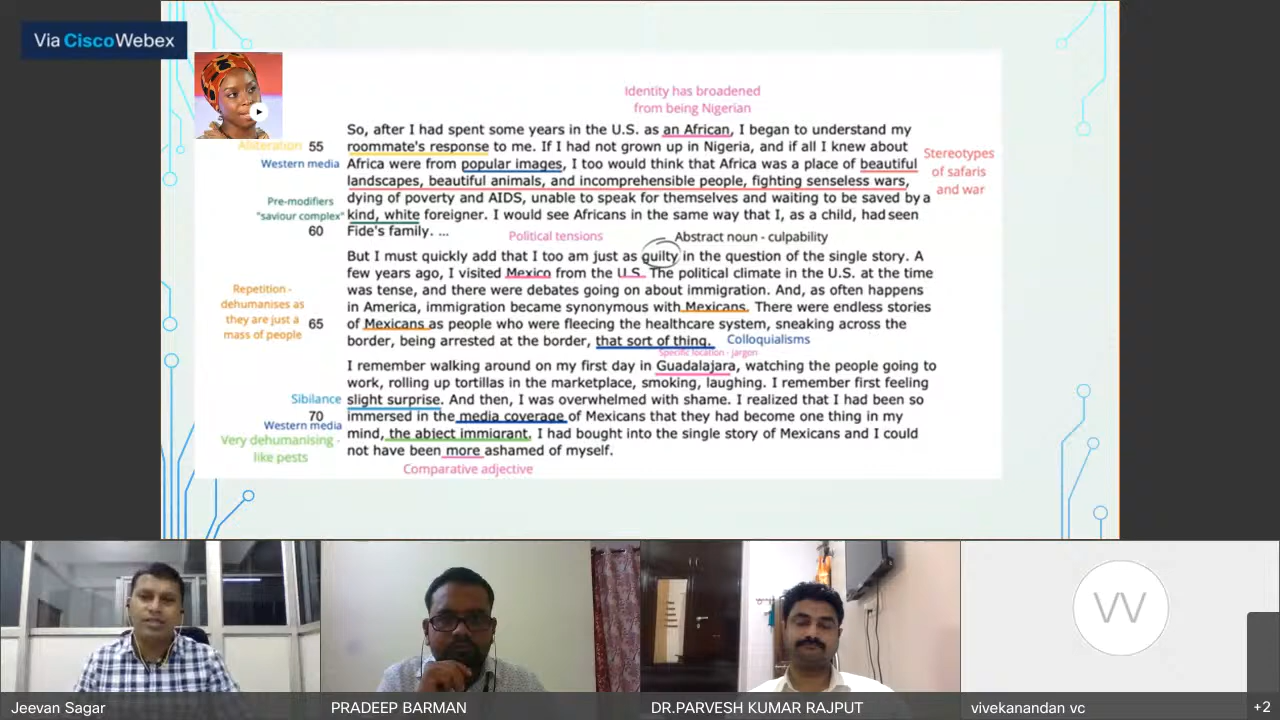 Via Cisco Webex
Identity has broadened
from being Nigerian
So, after I had spent some years in the U.S. as an African, I began to understand my
Alliteration 55 roommate's response to me. If I had not grown up in Nigeria, and if all I knew about
Western media Africa were from popular images, I too would think that Africa was a place of beautiful
landscapes, beautiful animals, and incomprehensible people, fighting senseless wars,
Stereotypes
of safaris
and war
dying of poverty and AIDS, unable to speak for themselves and waiting to be saved by a
Pre-modifiers
"saviour complex" kind, white foreigner. I would see Africans in the same way that I, as a child, had seen
60 Fide's family. ...
Political tensions
Abstract noun - culpability
But I must quickly add that I too am just as guilty in the question of the single story. A
few years ago, I visited Mexico from the U.S. The political climate in the U.S. at the time
was tense, and there were debates going on about immigration. And, as often happens
in America, immigration became synonymous with Mexicans. There were endless stories
Repetition -
dehumanises as
they are just a
mass of people
65 of Mexicans as people who were fleecing the healthcare system, sneaking across the
border, being arrested at the border, that sort of thing. Colloquialisms
Specific location - jargon
I remember walking around on my first day in Guadalajara, watching the people going to
work, rolling up tortillas in the marketplace, smoking, laughing. I remember first feeling
Sibilance slight surprise. And then, I was overwhelmed with shame. I realized that I had been so
70 immersed in the media coverage of Mexicans that they had become one thing in my
Western media
mind, the abject immigrant. I had bought into the single story of Mexicans and I could
Very dehumanising -
like pests
not have been more ashamed of myself.
Comparative adjective
VV
Jeevan Sagar
PRADEEP BARMAN
DR.PARVESH KUMAR RAJPUT
vivekanandan vc
+2